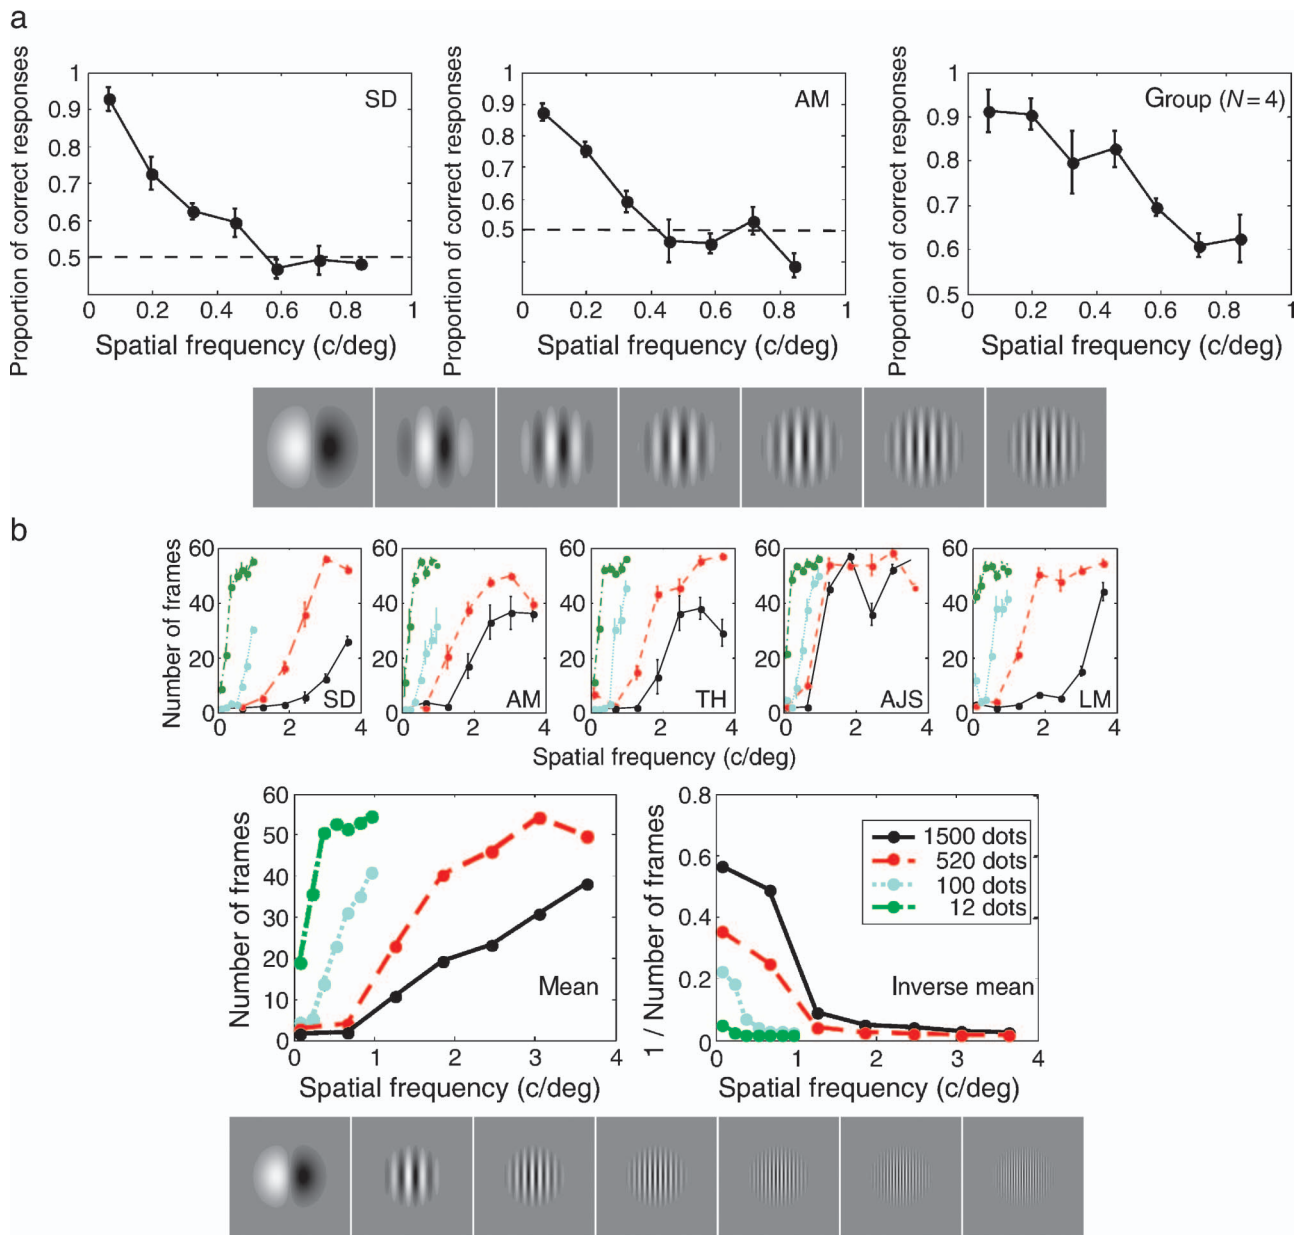 a
Proportion of correct responses
1
0.9
0.8
0.7
0.6
0.5
SD
0 0.2 0.4 0.6 0.8 1
Spatial frequency (c/deg)
Proportion of correct responses
1
0.9
0.8
0.7
0.6
0.5
AM
0 0.2 0.4 0.6 0.8 1
Spatial frequency (c/deg)
Proportion of correct responses
1
0.9
0.8
0.7
0.6
0.5
Group (N = 4)
0 0.2 0.4 0.6 0.8 1
Spatial frequency (c/deg)
b
Number of frames
60
40
20
0
SD
0 2 4
60
40
20
0
AM
0 2 4
60
40
20
0
TH
0 2 4
60
40
20
0
AJS
0 2 4
60
40
20
0
LM
0 2 4
Spatial frequency (c/deg)
Number of frames
60
50
40
30
20
10
0
Mean
0 1 2 3 4
Spatial frequency (c/deg)
1 / Number of frames
0.8
0.6
0.4
0.2
0
1500 dots
520 dots
100 dots
12 dots
Inverse mean
0 1 2 3 4
Spatial frequency (c/deg)